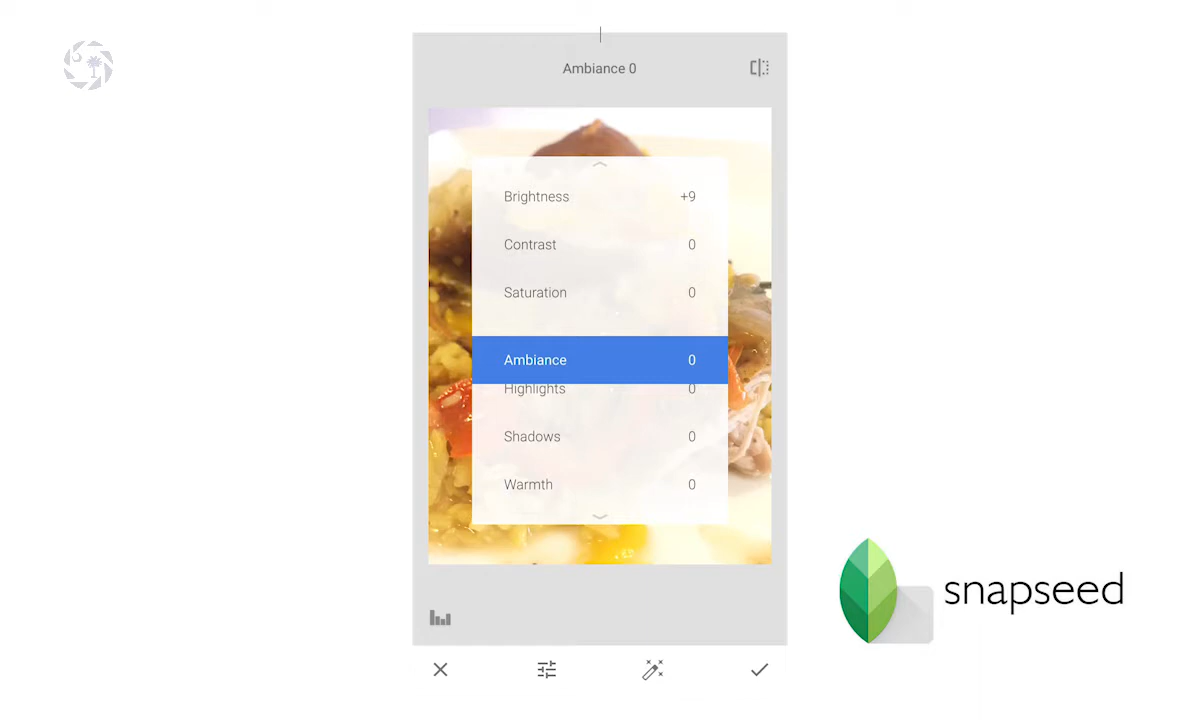 Ambiance 0
Brightness +9
Contrast 0
Saturation 0
Ambiance 0
Highlights 0
Shadows 0
Warmth 0
snapseed